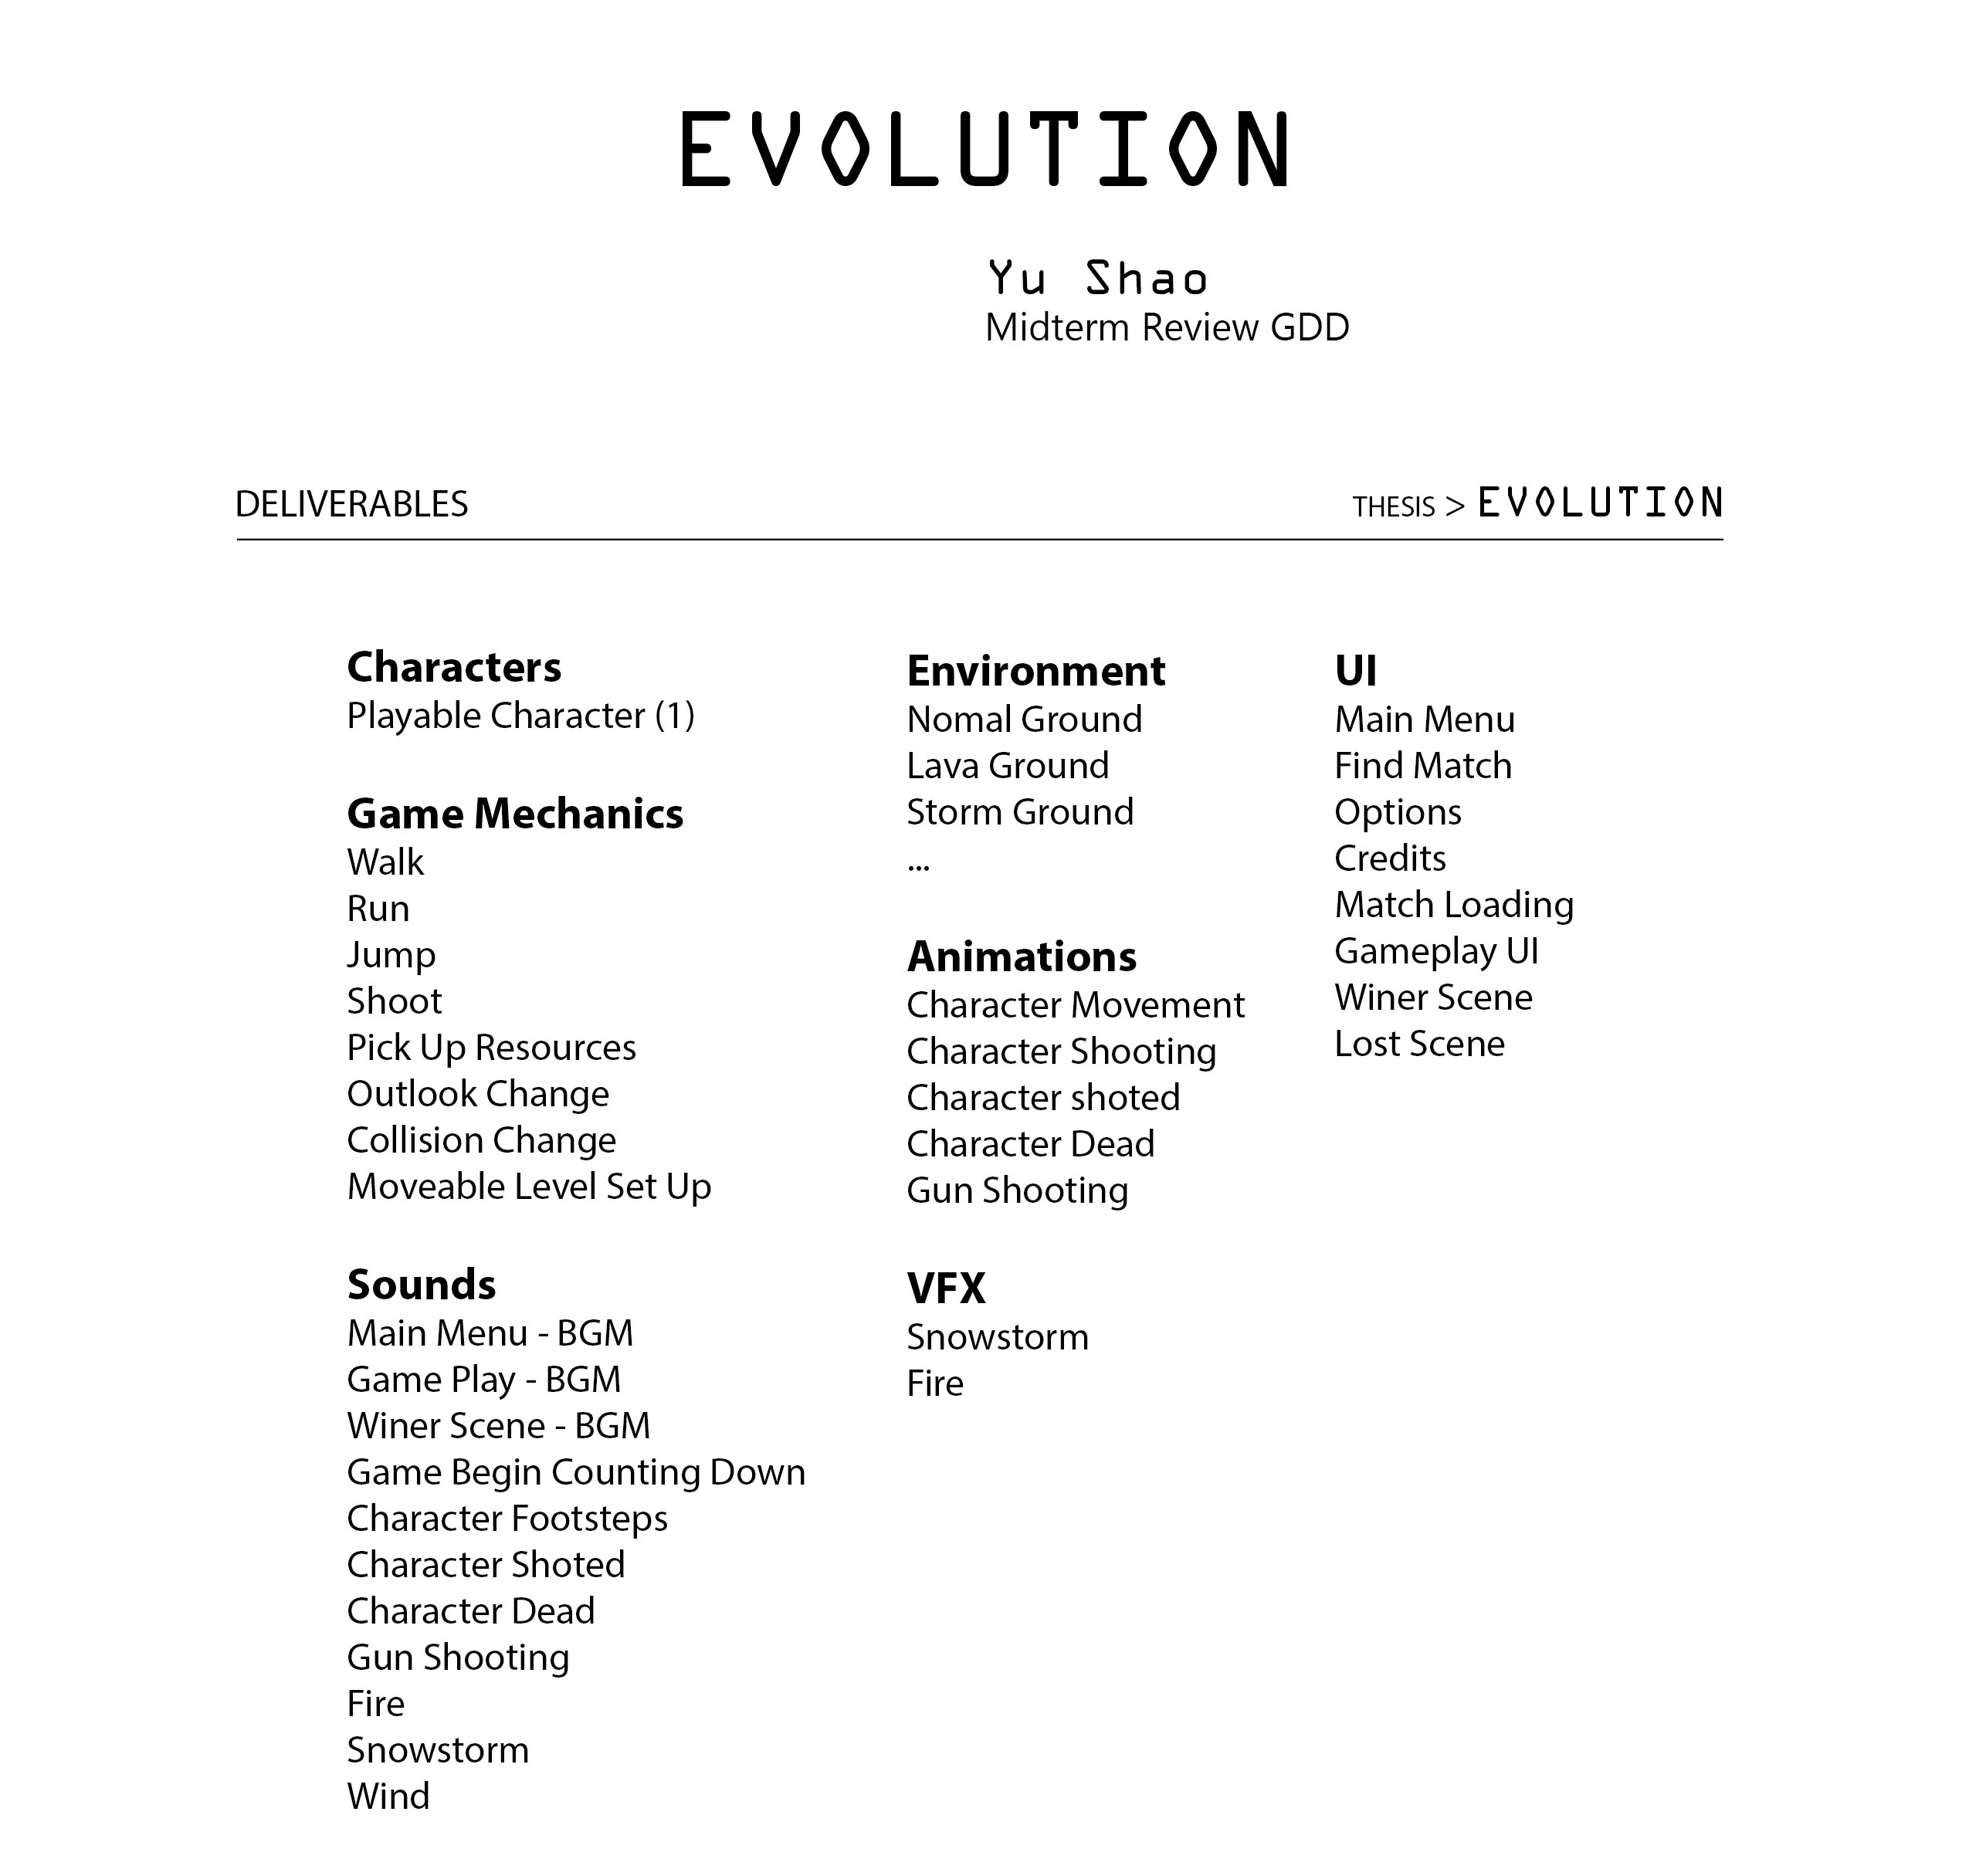 EVOLUTION
Yu Shao
Midterm Review GDD
DELIVERABLES
THESIS > EVOLUTION
Characters
Playable Character (1)
Game Mechanics
Walk
Run
Jump
Shoot
Pick Up Resources
Outlook Change
Collision Change
Moveable Level Set Up
Sounds
Main Menu - BGM
Game Play - BGM
Winer Scene - BGM
Game Begin Counting Down
Character Footsteps
Character Shoted
Character Dead
Gun Shooting
Fire
Snowstorm
Wind
Environment
Nomal Ground
Lava Ground
Storm Ground
...
Animations
Character Movement
Character Shooting
Character shoted
Character Dead
Gun Shooting
VFX
Snowstorm
Fire
UI
Main Menu
Find Match
Options
Credits
Match Loading
Gameplay UI
Winer Scene
Lost Scene